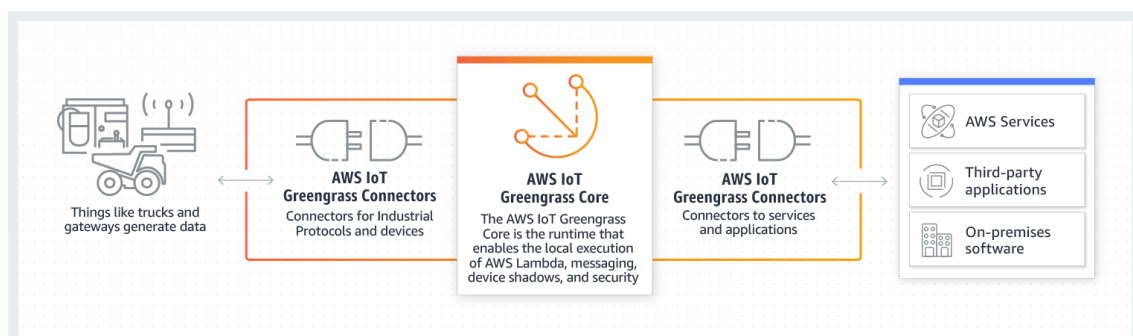 Things like trucks and
gateways generate data
AWS IoT
Greengrass Connectors
Connectors for Industrial
Protocols and devices
AWS IoT
Greengrass Core
The AWS IoT Greengrass
Core is the runtime that
enables the local execution
of AWS Lambda, messaging,
device shadows, and security
AWS IoT
Greengrass Connectors
Connectors to services
and applications
AWS Services
Third-party
applications
On-premises
software